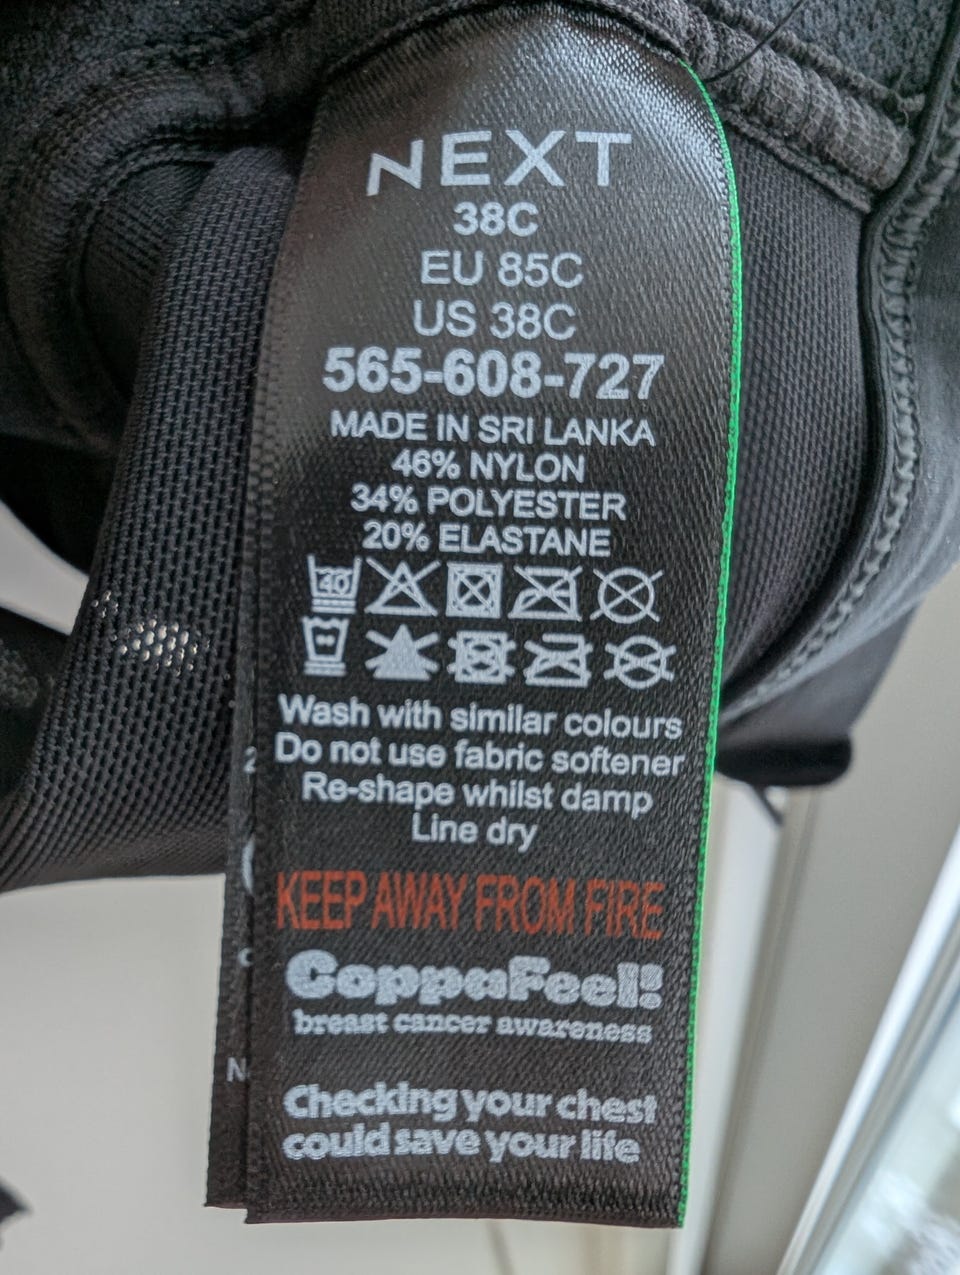 NEXT
38C
EU 85C
US 38C
565-608-727
MADE IN SRI LANKA
46% NYLON
34% POLYESTER
20% ELASTANE
40
Wash with similar colours
Do not use fabric softener
Re-shape whilst damp
Line dry
KEEP AWAY FROM FIRE
CoppaFeel!
breast cancer awareness
Checking your chest
could save your life